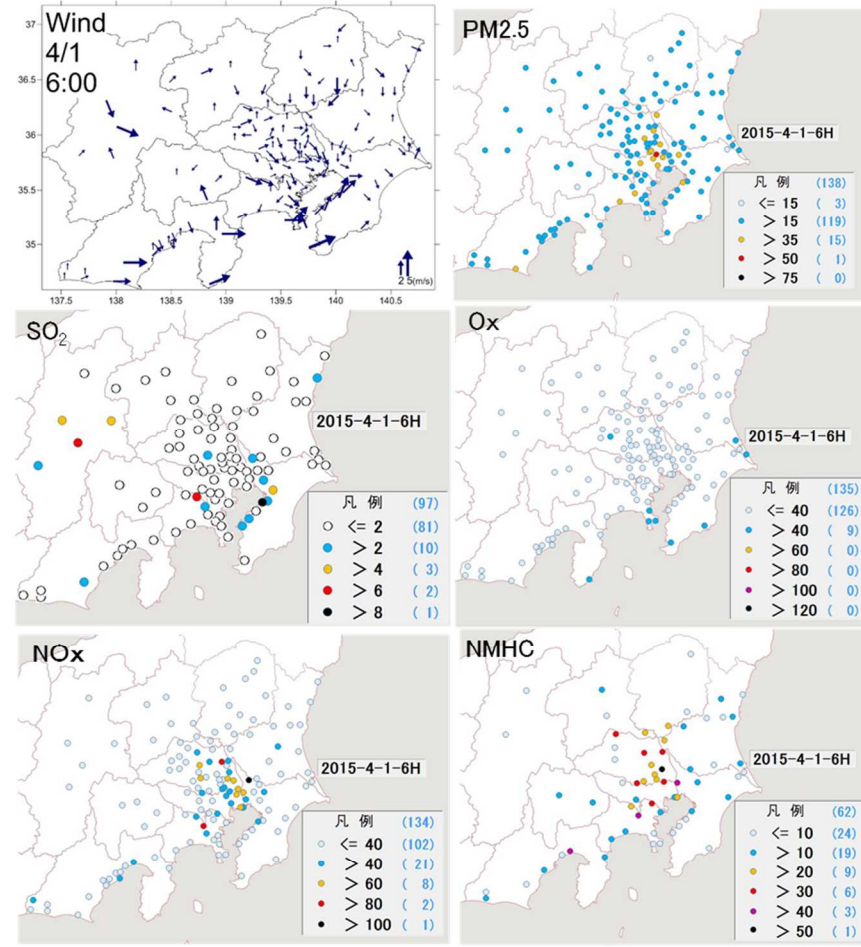 Wind
4/1
6:00
37
36.5
36
35.5
35
137.5 138 138.5 139 139.5 140 140.5
2 5(m/s)
PM2.5
2015-4-1-6H
凡 例 (138)
<= 15 ( 3)
> 15 (119)
> 35 ( 15)
> 50 ( 1)
> 75 ( 0)
SO2
2015-4-1-6H
凡 例 (97)
<= 2 (81)
> 2 (10)
> 4 ( 3)
> 6 ( 2)
> 8 ( 1)
Ox
2015-4-1-6H
凡 例 (135)
<= 40 (126)
> 40 ( 9)
> 60 ( 0)
> 80 ( 0)
> 100 ( 0)
> 120 ( 0)
NOx
2015-4-1-6H
凡 例 (134)
<= 40 (102)
> 40 ( 21)
> 60 ( 8)
> 80 ( 2)
> 100 ( 1)
NMHC
2015-4-1-6H
凡 例 (62)
<= 10 (24)
> 10 (19)
> 20 ( 9)
> 30 ( 6)
> 40 ( 3)
> 50 ( 1)